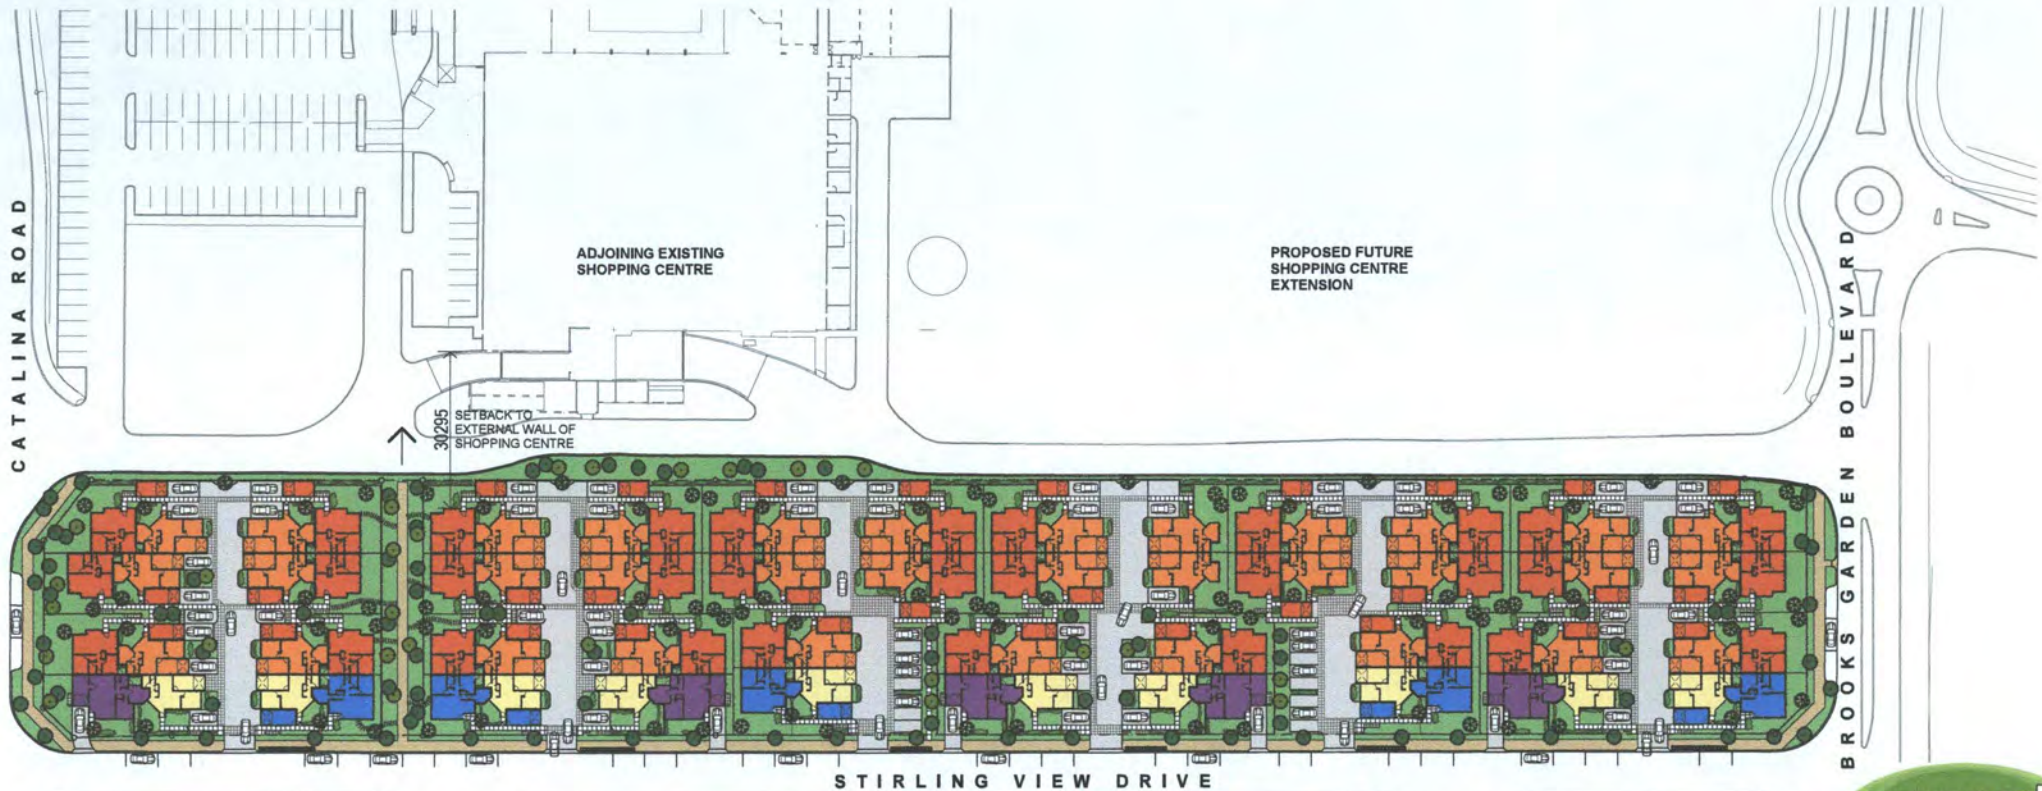 CATALINA ROAD
ADJOINING EXISTING
SHOPPING CENTRE
PROPOSED FUTURE
SHOPPING CENTRE
EXTENSION
30295
SETBACK TO
EXTERNAL WALL OF
SHOPPING CENTRE
BROOKS GARDEN BOULEVARD
STIRLING VIEW DRIVE